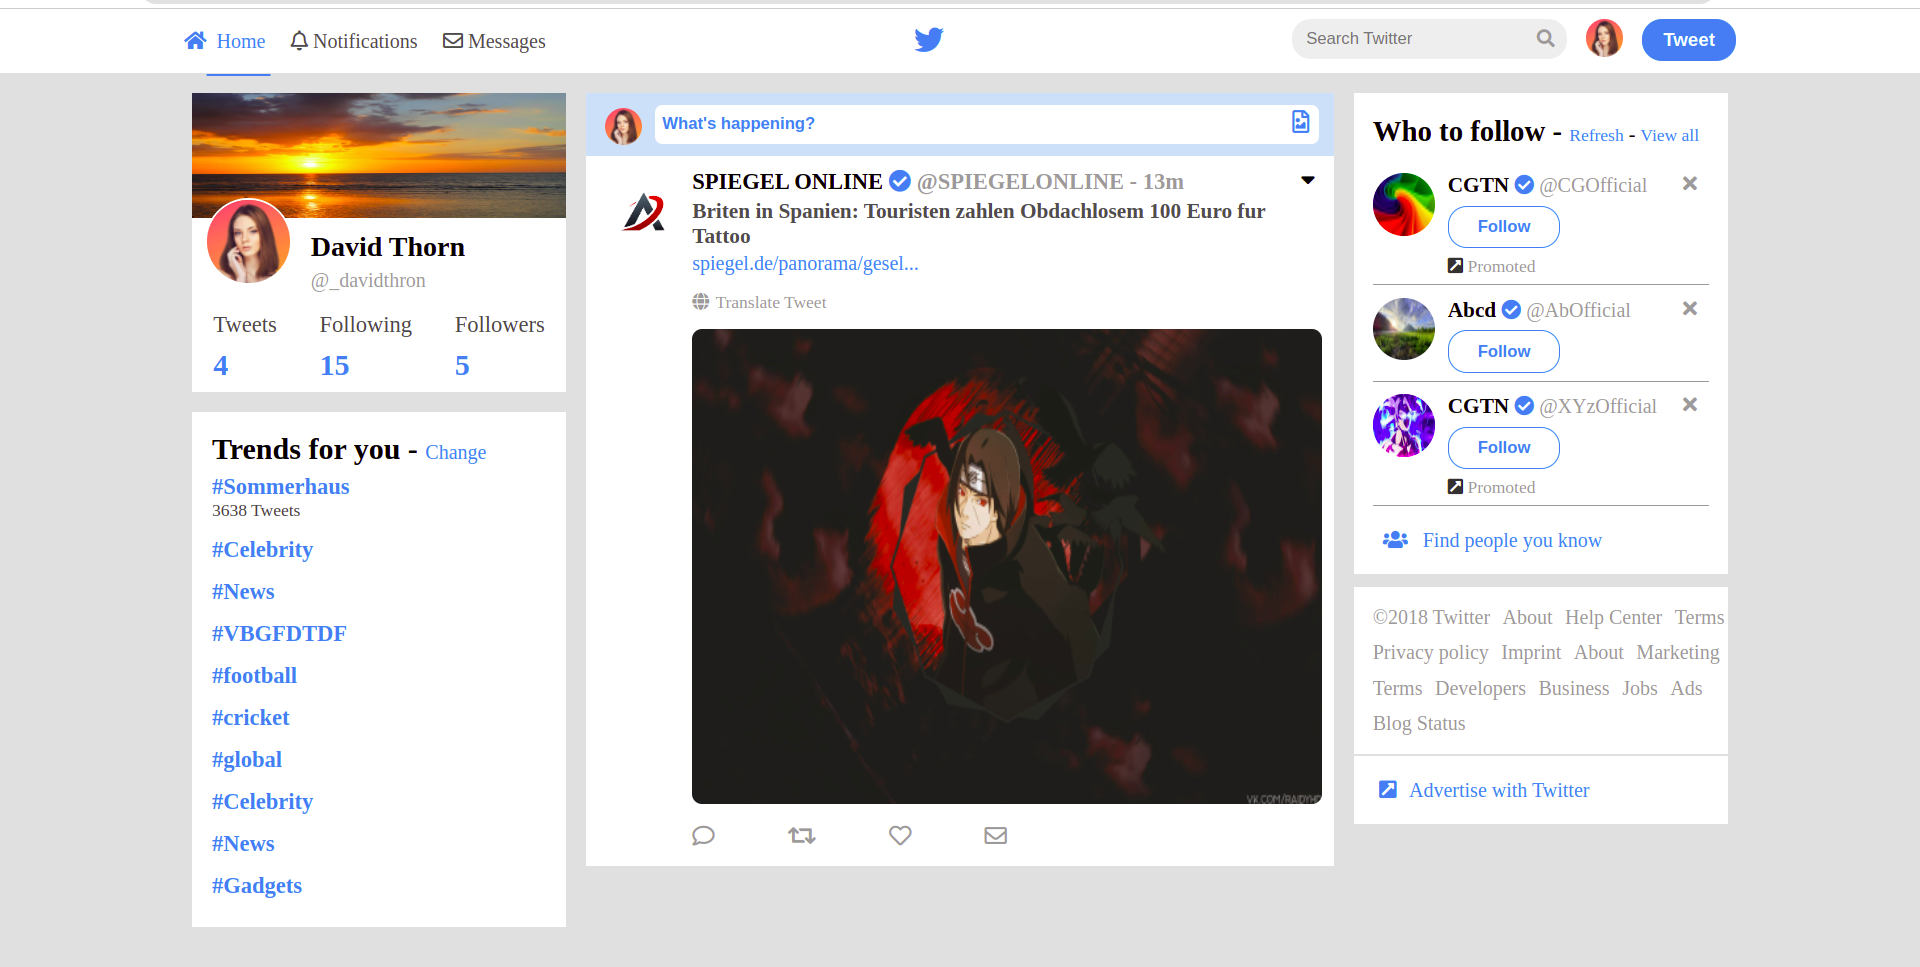 Home Notifications Messages
Search Twitter
Tweet
David Thorn
@_davidthron
Tweets Following Followers
4 15 5
Trends for you - Change
#Sommerhaus
3638 Tweets
#Celebrity
#News
#VBGFDTDF
#football
#cricket
#global
#Celebrity
#News
#Gadgets
What's happening?
SPIEGEL ONLINE @SPIEGELONLINE - 13m
Briten in Spanien: Touristen zahlen Obdachlosem 100 Euro fur
Tattoo
spiegel.de/panorama/gesel...
Translate Tweet
VK.COM/RAIDYHD
Who to follow - Refresh - View all
CGTN @CGOfficial
Follow
Promoted
Abcd @AbOfficial
Follow
CGTN @XYzOfficial
Follow
Promoted
Find people you know
©2018 Twitter About Help Center Terms
Privacy policy Imprint About Marketing
Terms Developers Business Jobs Ads
Blog Status
Advertise with Twitter